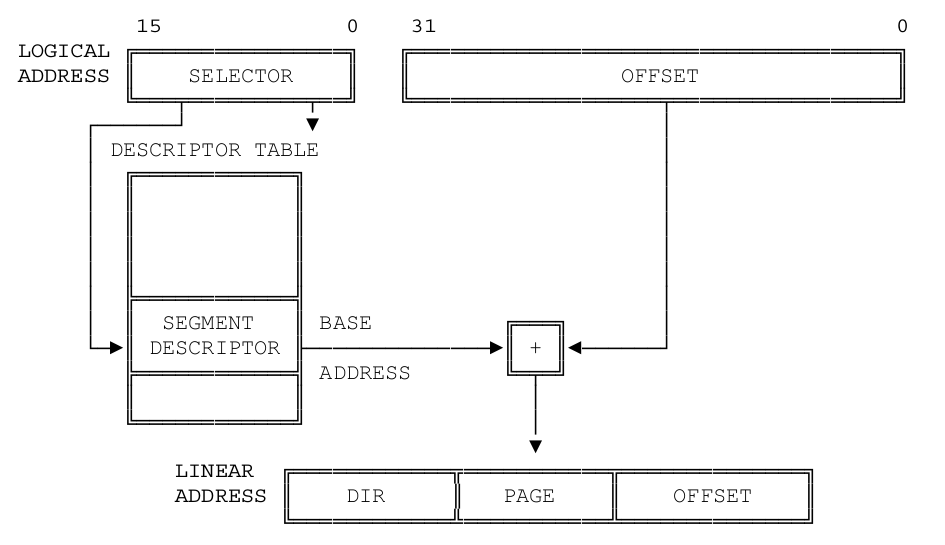 15 0 31 0
LOGICAL
ADDRESS SELECTOR OFFSET
DESCRIPTOR TABLE
SEGMENT BASE
DESCRIPTOR +
ADDRESS
LINEAR
ADDRESS DIR PAGE OFFSET